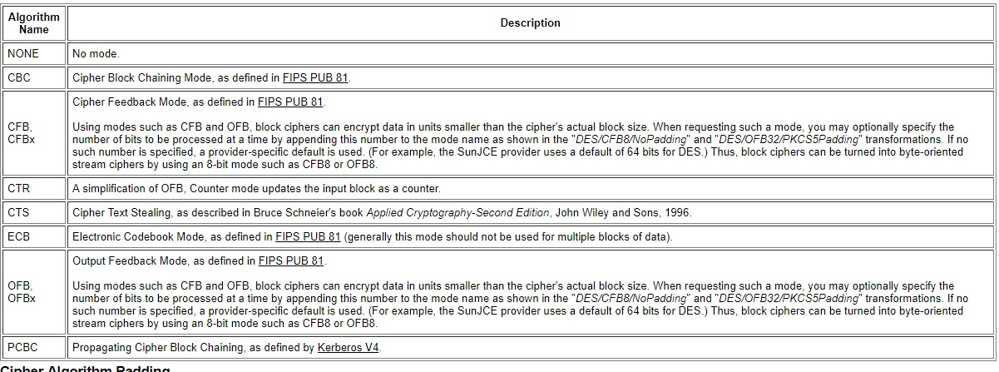 Algorithm
Name
Description
NONE
No mode.
CBC
Cipher Block Chaining Mode, as defined in FIPS PUB 81.
CFB,
CFBx
Cipher Feedback Mode, as defined in FIPS PUB 81.
Using modes such as CFB and OFB, block ciphers can encrypt data in units smaller than the cipher's actual block size. When requesting such a mode, you may optionally specify the
number of bits to be processed at a time by appending this number to the mode name as shown in the "DES/CFB8/NoPadding" and "DES/OFB32/PKCS5Padding" transformations. If no
such number is specified, a provider-specific default is used. (For example, the SunJCE provider uses a default of 64 bits for DES.) Thus, block ciphers can be turned into byte-oriented
stream ciphers by using an 8-bit mode such as CFB8 or OFB8.
CTR
A simplification of OFB, Counter mode updates the input block as a counter.
CTS
Cipher Text Stealing, as described in Bruce Schneier's book Applied Cryptography-Second Edition, John Wiley and Sons, 1996.
ECB
Electronic Codebook Mode, as defined in FIPS PUB 81 (generally this mode should not be used for multiple blocks of data).
OFB,
OFBx
Output Feedback Mode, as defined in FIPS PUB 81.
Using modes such as CFB and OFB, block ciphers can encrypt data in units smaller than the cipher's actual block size. When requesting such a mode, you may optionally specify the
number of bits to be processed at a time by appending this number to the mode name as shown in the "DES/CFB8/NoPadding" and "DES/OFB32/PKCS5Padding" transformations. If no
such number is specified, a provider-specific default is used. (For example, the SunJCE provider uses a default of 64 bits for DES.) Thus, block ciphers can be turned into byte-oriented
stream ciphers by using an 8-bit mode such as CFB8 or OFB8.
PCBC
Propagating Cipher Block Chaining, as defined by Kerberos V4.
Cipher Algorithm Padding